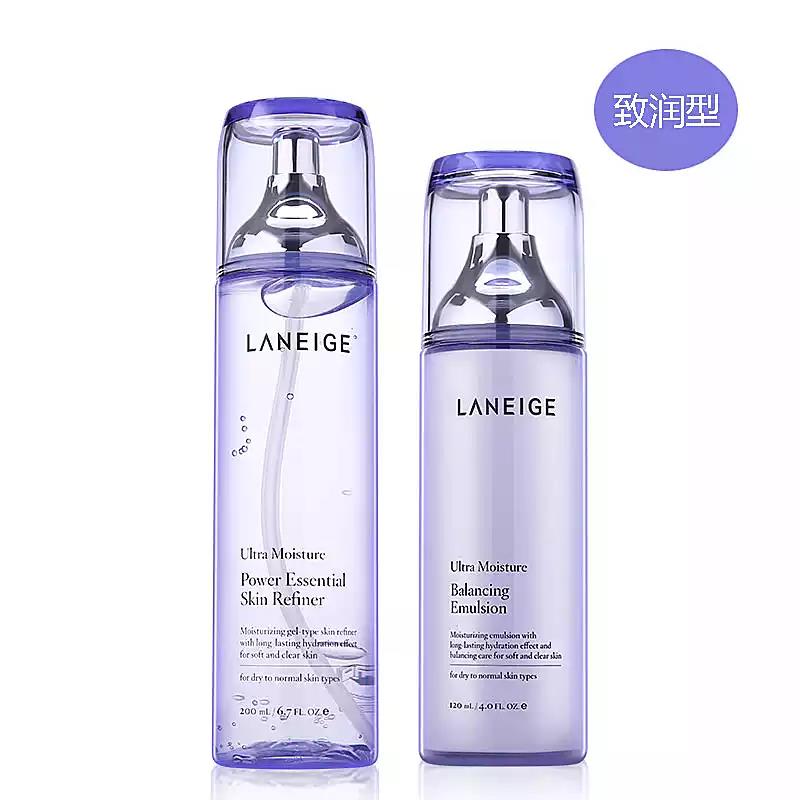 致润型
LANEIGE
Ultra Moisture
Power Essential
Skin Refiner
Moisturizing gel-type skin refiner
with long-lasting hydration effect
for soft and clear skin
for dry to normal skin types
200 mL / 6.7 FL. OZ. e
LANEIGE
Ultra Moisture
Balancing
Emulsion
Moisturizing emulsion with
long-lasting hydration effect and
balancing care for soft and clear skin
for dry to normal skin types
120 mL / 4.0 FL. OZ. e